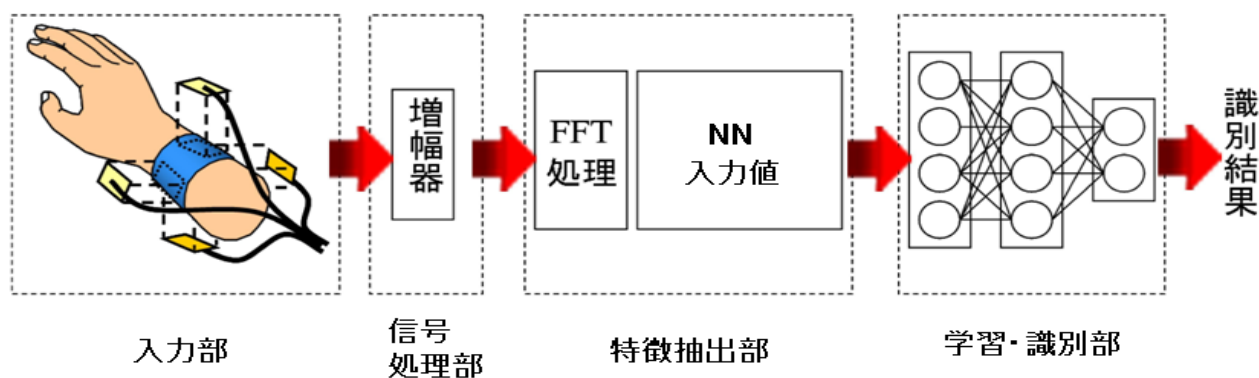 増幅器
FFT
処理
NN
入力値
識別結果
入力部
信号
処理部
特徴抽出部
学習・識別部